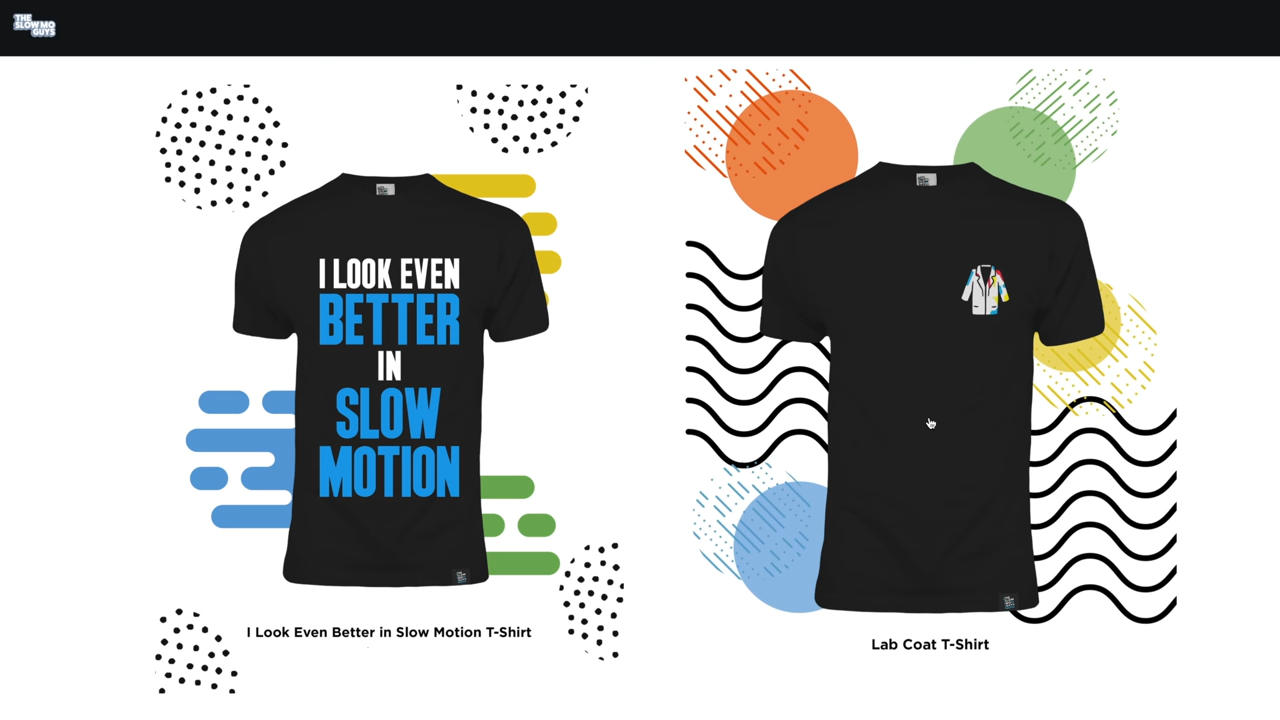 THE
SLOW MO
GUYS
I LOOK EVEN
BETTER
IN
SLOW
MOTION
I Look Even Better in Slow Motion T-Shirt
Lab Coat T-Shirt